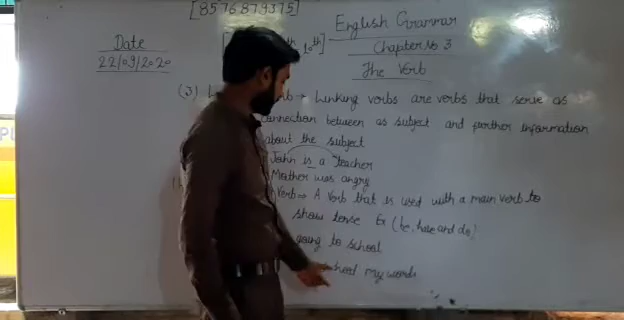 [8576879375]
English Grammar
Date
10th]
Chapter No 3
22/09/2020
The Verb
(3) Linking verbs are verbs that serve as
connection between as subject and further information
about the subject
John is a teacher
Mother was angry
Verb ⇒ A verb that is used with a main verb to
show tense Ex (be, have and do)
going to school
my words